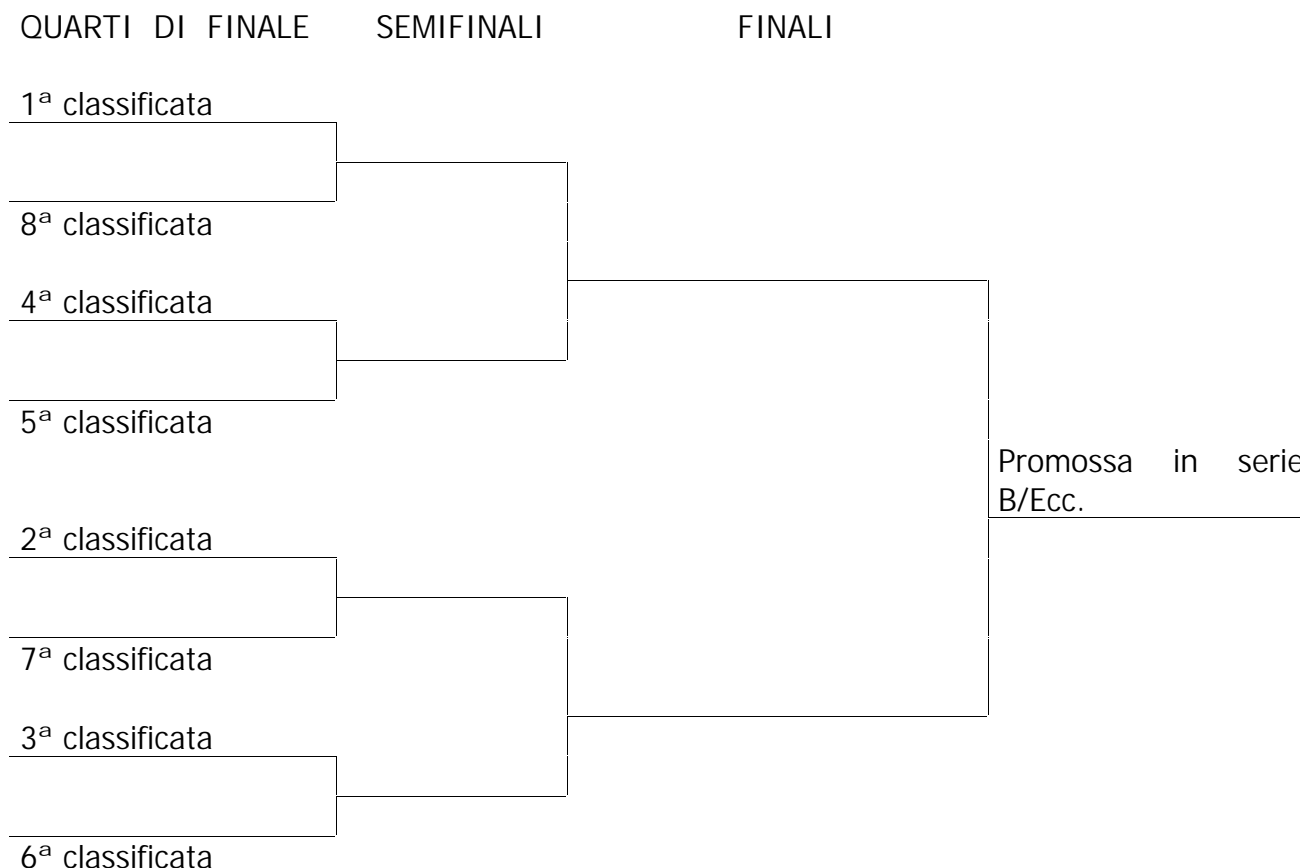 QUARTI DI FINALE SEMIFINALI FINALI
1ª classificata
8ª classificata
4ª classificata
5ª classificata
Promossa in serie
B/Ecc.
2ª classificata
7ª classificata
3ª classificata
6ª classificata